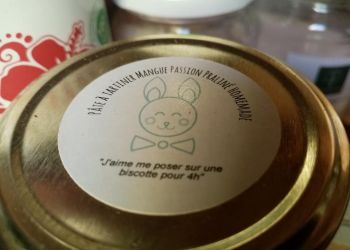 PÂTE À TARTINER MANGUE PASSION PRALINÉ HOMEMADE
"J'aime me poser sur une
biscotte pour 4h"